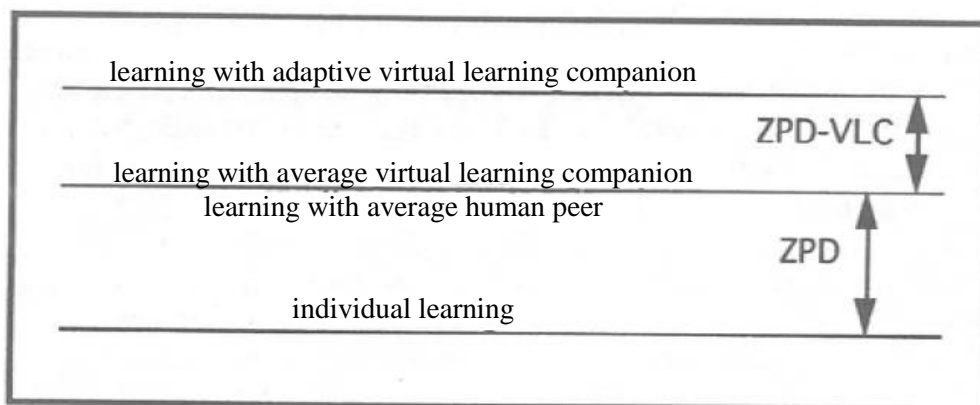 learning with adaptive virtual learning companion
ZPD-VLC
learning with average virtual learning companion
learning with average human peer
ZPD
individual learning